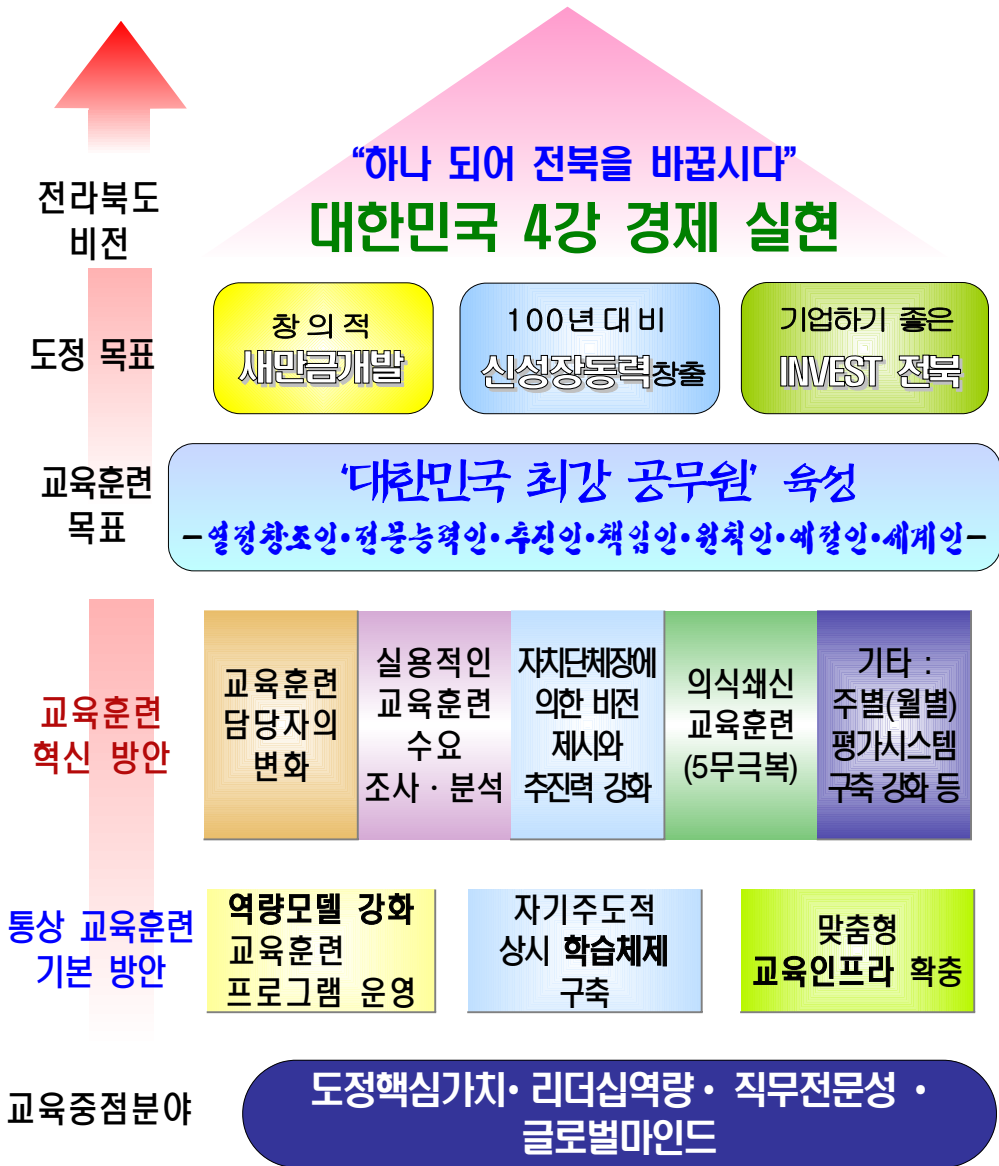 “하나 되어 전북을 바꿉시다”
대한민국 4강 경제 실현
전라북도
비전
창의적
새만금개발
100년대비
신성장동력창출
기업하기 좋은
INVEST 전북
도정 목표
교육훈련
목표
‘대한민국 최강 공무원’ 육성
-열정창조인·전문능력인·추진인·책임인·원칙인·예절인·세계인-
교육훈련
혁신 방안
교육훈련
담당자의
변화
실용적인
교육훈련
수요
조사 · 분석
자치단체장에
의한 비전
제시와
추진력 강화
의식쇄신
교육훈련
(5무극복)
기타 :
주별(월별)
평가시스템
구축 강화 등
통상 교육훈련
기본 방안
역량모델 강화
교육훈련
프로그램 운영
자기주도적
상시 학습체제
구축
맞춤형
교육인프라 확충
교육중점분야
도정핵심가치· 리더십역량 · 직무전문성 ·
글로벌마인드